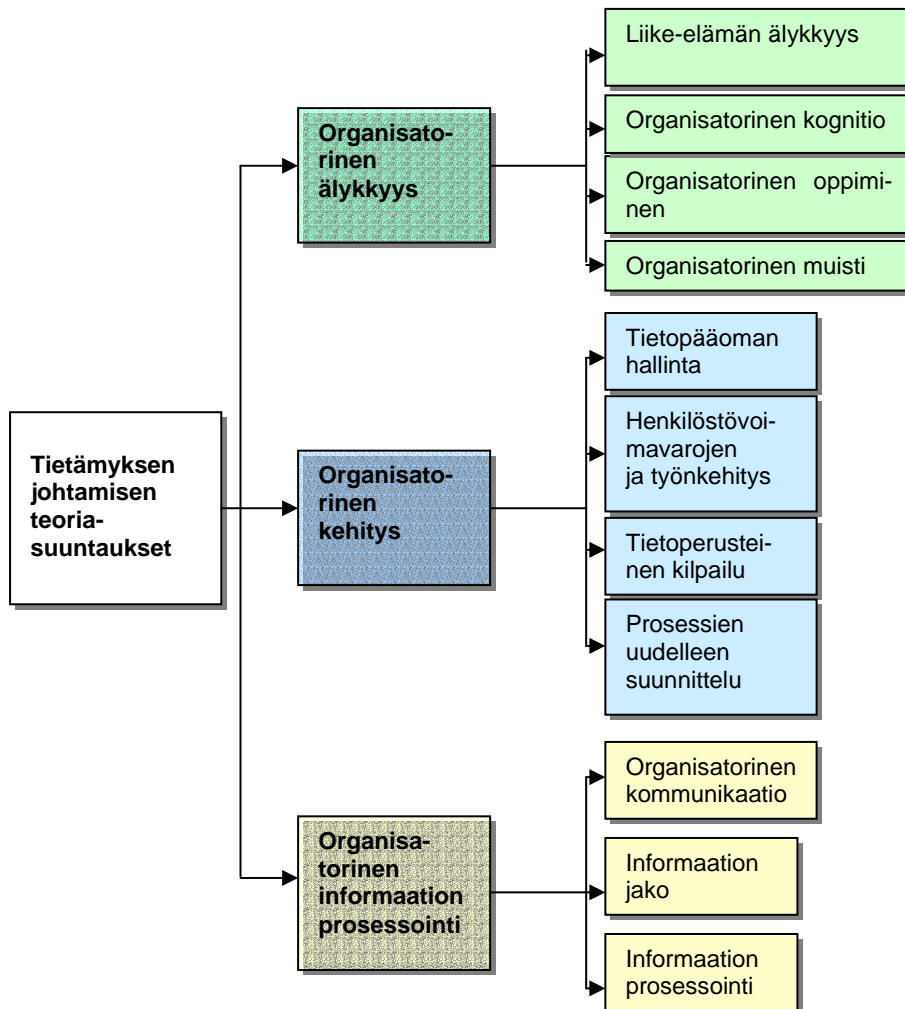 Tietämyksen
johtamisen
teoria-
suuntaukset
Organisato-
rinen
älykkyys
Liike-elämän älykkyys
Organisatorinen kognitio
Organisatorinen oppimi-
nen
Organisatorinen muisti
Organisato-
rinen
kehitys
Tietopääoman
hallinta
Henkilöstövoi-
mavarojen
ja työnkehitys
Tietoperustei-
nen kilpailu
Prosessien
uudelleen
suunnittelu
Organisa-
torinen
informaation
prosessointi
Organisatorinen
kommunikaatio
Informaation
jako
Informaation
prosessointi